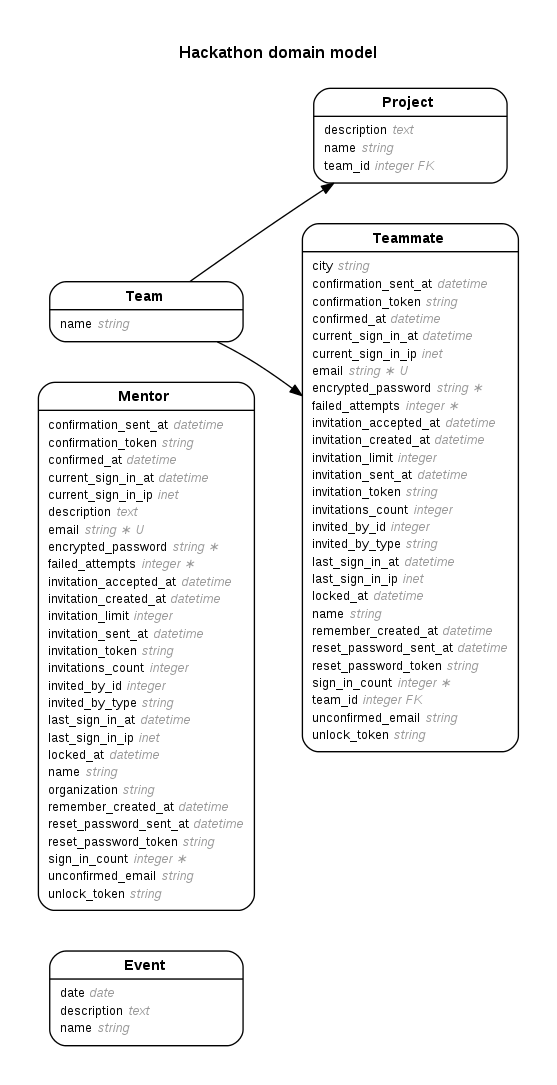 Hackathon domain model
Project
description text
name string
team_id integer FK
Team
name string
Teammate
city string
confirmation_sent_at datetime
confirmation_token string
confirmed_at datetime
current_sign_in_at datetime
current_sign_in_ip inet
email string ∗ U
encrypted_password string ∗
failed_attempts integer ∗
invitation_accepted_at datetime
invitation_created_at datetime
invitation_limit integer
invitation_sent_at datetime
invitation_token string
invitations_count integer
invited_by_id integer
invited_by_type string
last_sign_in_at datetime
last_sign_in_ip inet
locked_at datetime
name string
remember_created_at datetime
reset_password_sent_at datetime
reset_password_token string
sign_in_count integer ∗
team_id integer FK
unconfirmed_email string
unlock_token string
Mentor
confirmation_sent_at datetime
confirmation_token string
confirmed_at datetime
current_sign_in_at datetime
current_sign_in_ip inet
description text
email string ∗ U
encrypted_password string ∗
failed_attempts integer ∗
invitation_accepted_at datetime
invitation_created_at datetime
invitation_limit integer
invitation_sent_at datetime
invitation_token string
invitations_count integer
invited_by_id integer
invited_by_type string
last_sign_in_at datetime
last_sign_in_ip inet
locked_at datetime
name string
organization string
remember_created_at datetime
reset_password_sent_at datetime
reset_password_token string
sign_in_count integer ∗
unconfirmed_email string
unlock_token string
Event
date date
description text
name string